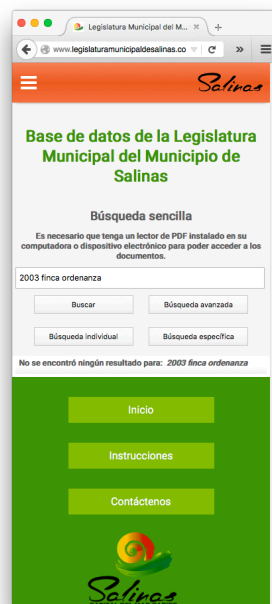 Legislatura Municipal del M...
www.legislaturamunicipaldesalinas.co
Salinas
Base de datos de la Legislatura
Municipal del Municipio de
Salinas
Búsqueda sencilla
Es necesario que tenga un lector de PDF instalado en su
computadora o dispositivo electrónico para poder acceder a los
documentos.
2003 finca ordenanza
Buscar
Búsqueda avanzada
Búsqueda individual
Búsqueda específica
No se encontró ningún resultado para: 2003 finca ordenanza
Inicio
Instrucciones
Contáctenos
Salinas